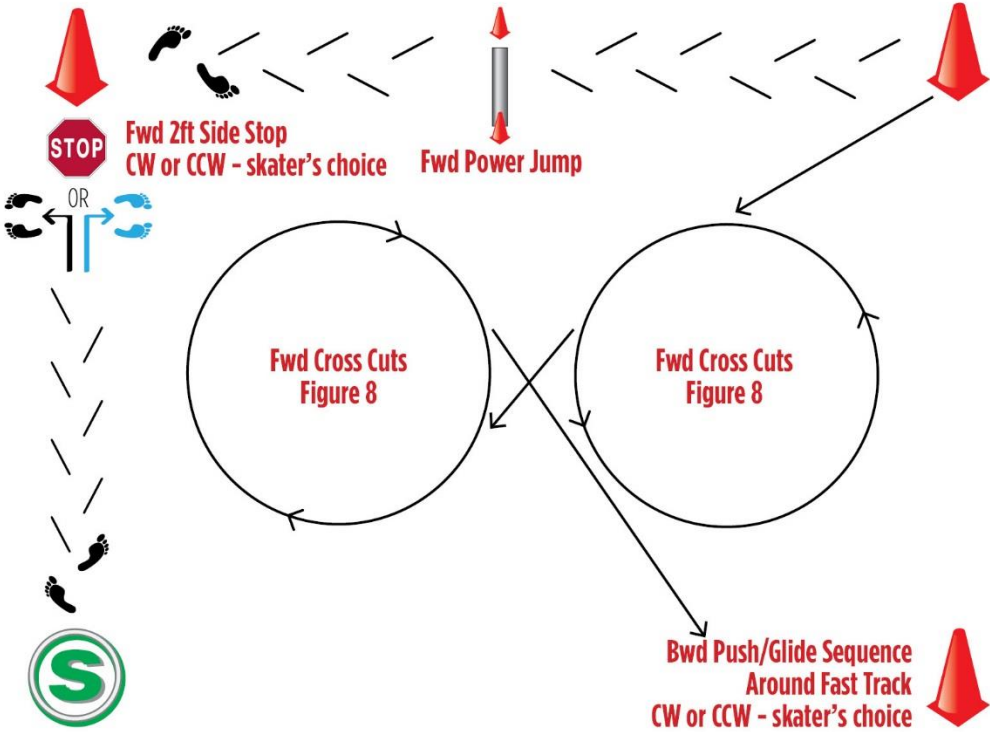 STOP
Fwd 2ft Side Stop
CW or CCW - skater's choice
Fwd Power Jump
OR
Fwd Cross Cuts
Figure 8
Fwd Cross Cuts
Figure 8
S
Bwd Push/Glide Sequence
Around Fast Track
CW or CCW - skater's choice